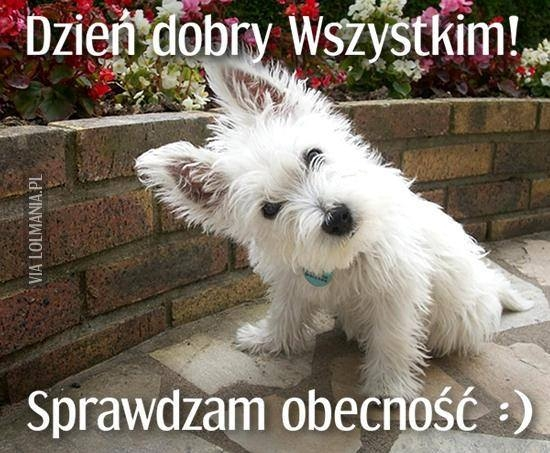 Dzień dobry Wszystkim!
VIA LOLMANIA.PL
Sprawdzam obecność :)